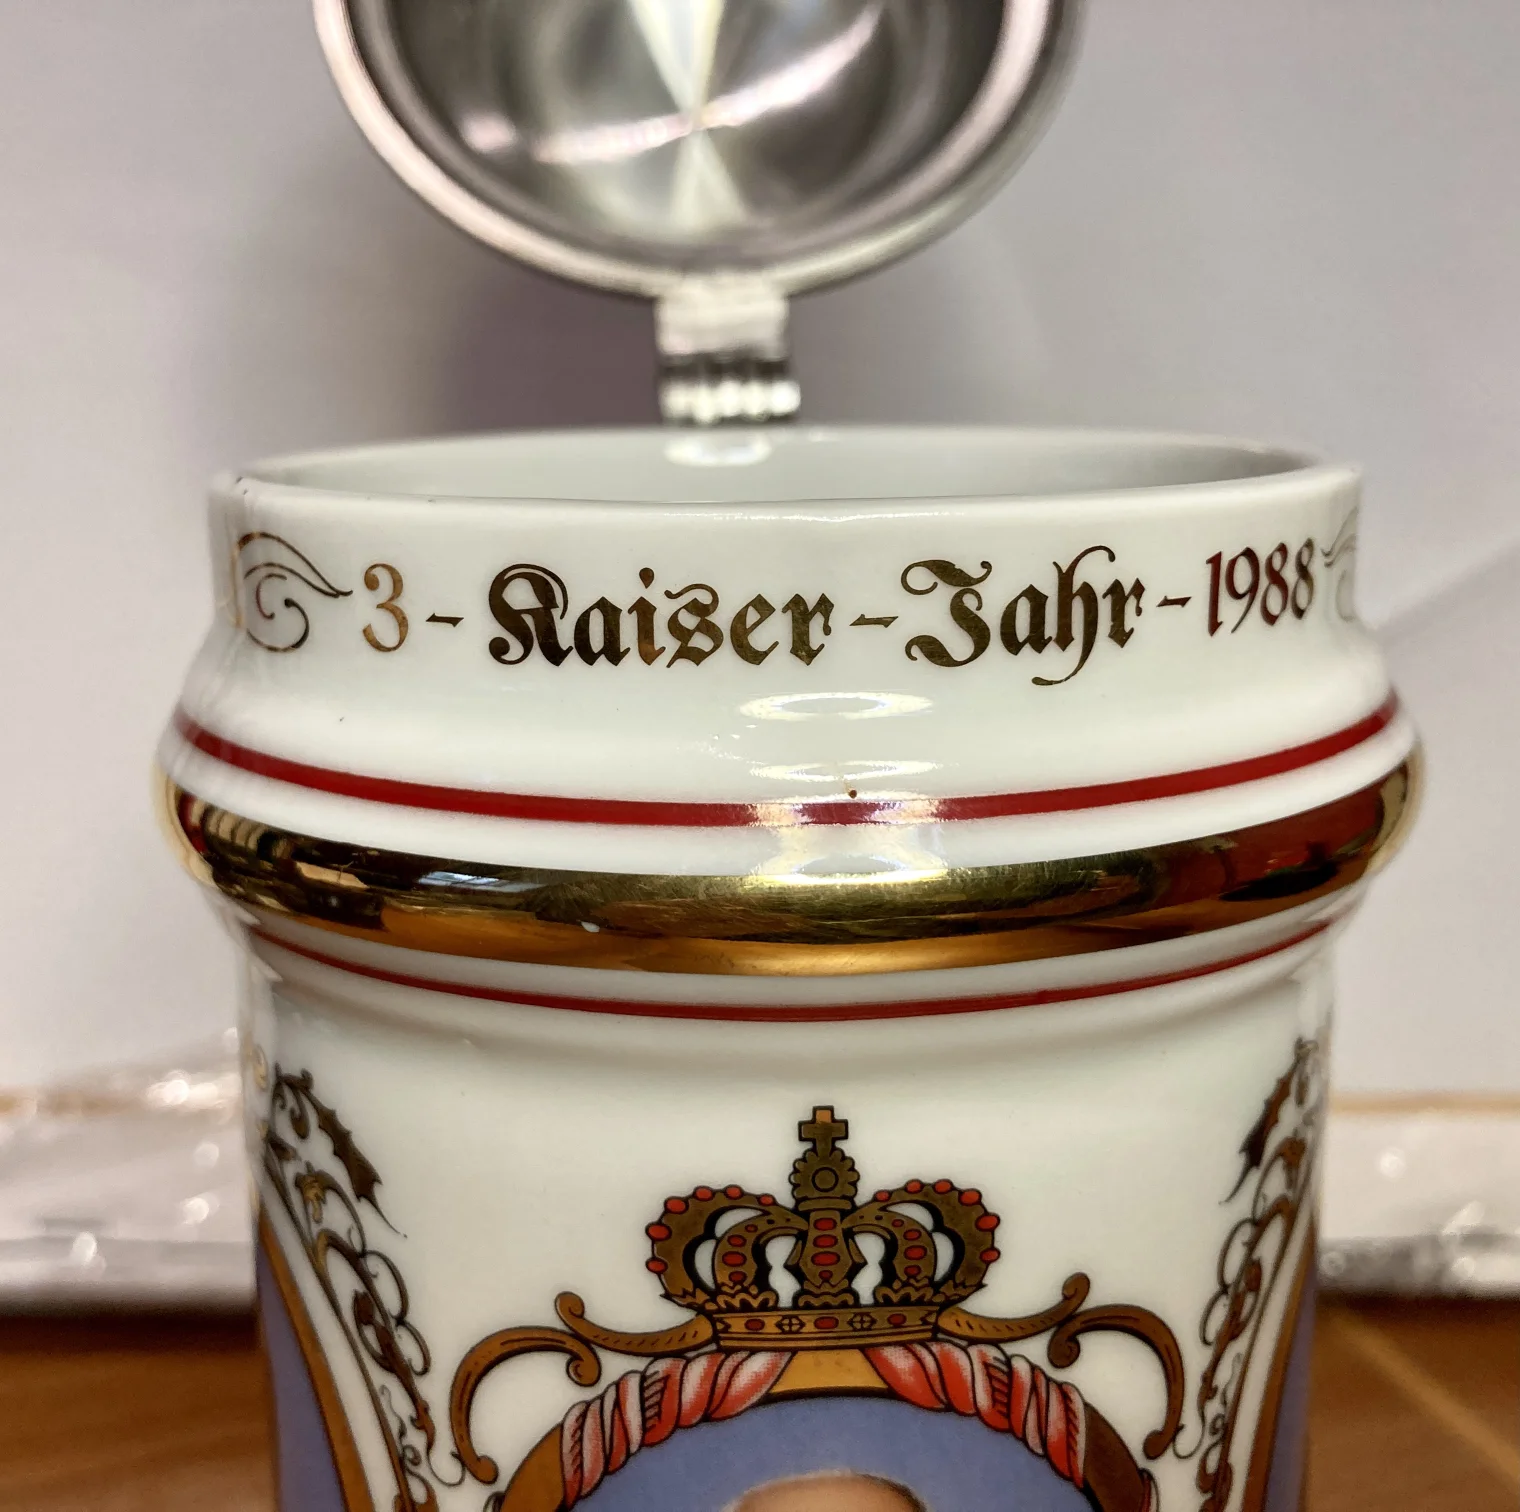 3 - Kaiser - Jahr - 1988